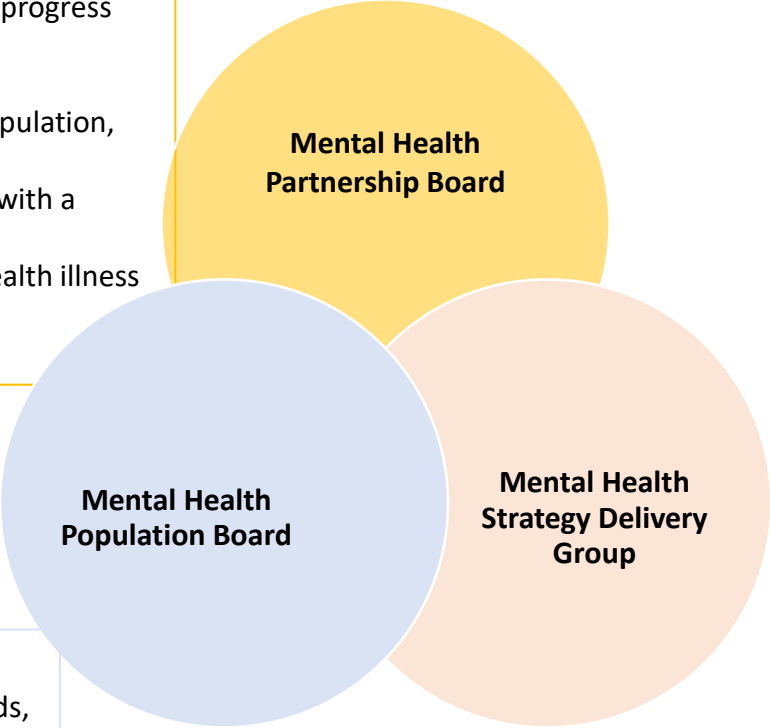 progress
pulation,
with a
ealth illness
Mental Health
Partnership Board
Mental Health
Population Board
Mental Health
Strategy Delivery
Group
ds,